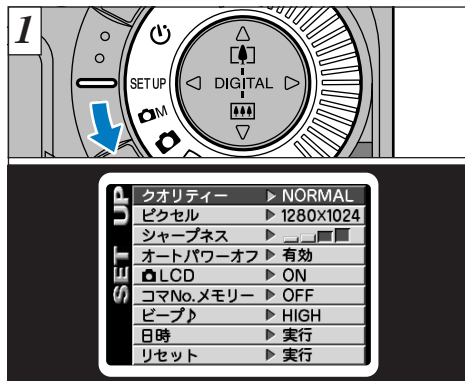 1
SETUP
DIGITAL
M
SET UP
クオリティー ▷ NORMAL
ピクセル ▷ 1280×1024
シャープネス ▷
オートパワーオフ ▷ 有効
LCD ▷ ON
コマNo.メモリー ▷ OFF
ビープ♪ ▷ HIGH
日時 ▷ 実行
リセット ▷ 実行